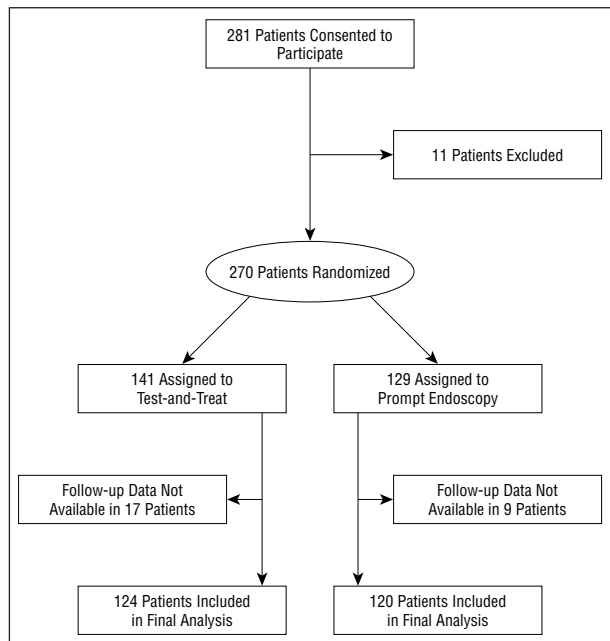 281 Patients Consented to
Participate
11 Patients Excluded
270 Patients Randomized
141 Assigned to
Test-and-Treat
129 Assigned to
Prompt Endoscopy
Follow-up Data Not
Available in 17 Patients
Follow-up Data Not
Available in 9 Patients
124 Patients Included
in Final Analysis
120 Patients Included
in Final Analysis